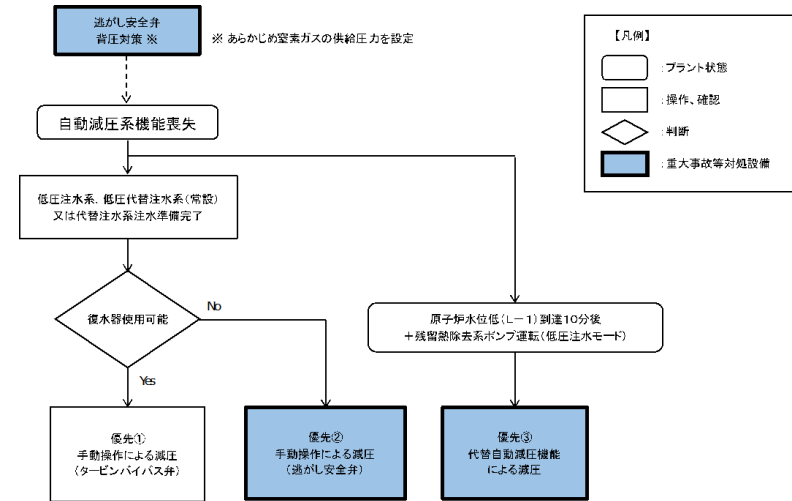 逃がし安全弁
背圧対策 ※
※ あらかじめ窒素ガスの供給圧力を設定
【凡例】
:プラント状態
:操作、確認
:判断
:重大事故等対処設備
自動減圧系機能喪失
低圧注水系、低圧代替注水系(常設)
又は代替注水系注水準備完了
復水器使用可能
No
Yes
原子炉水位低(L-1)到達10分後
+残留熱除去系ポンプ運転(低圧注水モード)
優先①
手動操作による減圧
(タービンバイパス弁)
優先②
手動操作による減圧
(逃がし安全弁)
優先③
代替自動減圧機能
による減圧